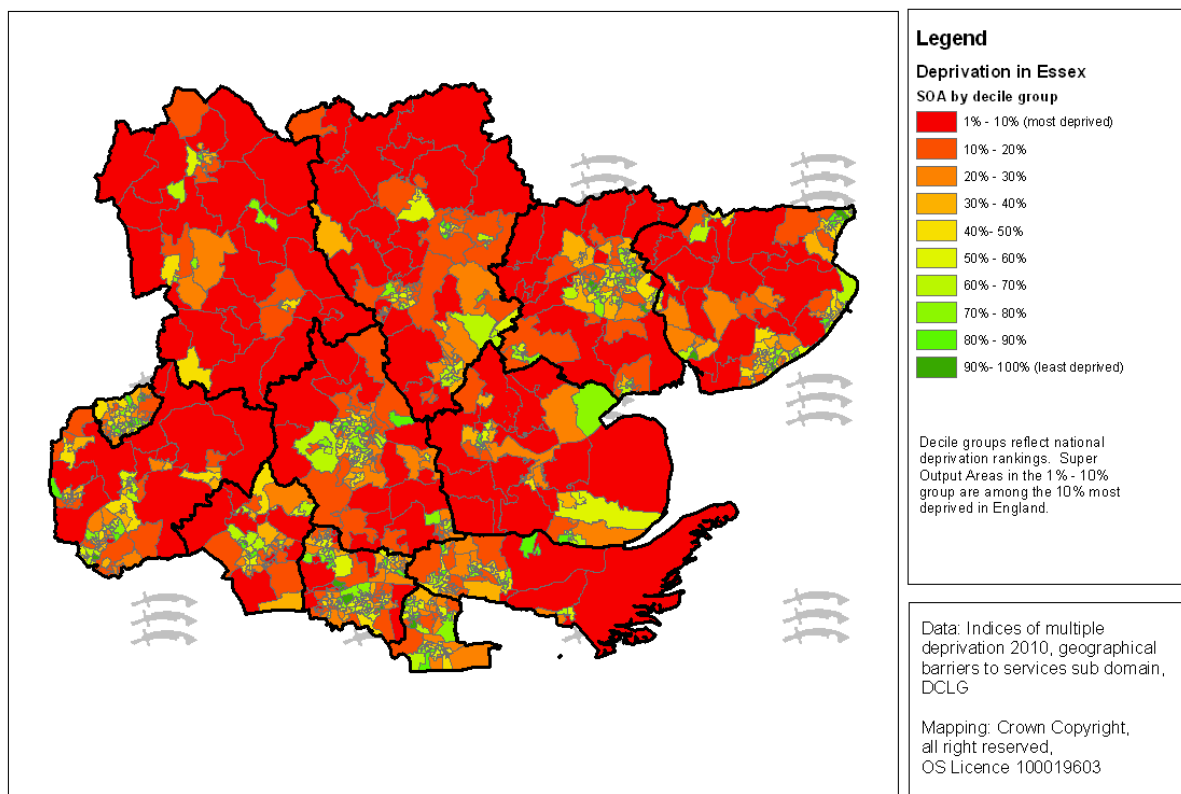 Legend
Deprivation in Essex
SOA by decile group
1% - 10% (most deprived)
10% - 20%
20% - 30%
30% - 40%
40%- 50%
50% - 60%
60% - 70%
70% - 80%
80% - 90%
90%- 100% (least deprived)
Decile groups reflect national
deprivation rankings. Super
Output Areas in the 1% - 10%
group are among the 10% most
deprived in England.
Data: Indices of multiple
deprivation 2010, geographical
barriers to services sub domain,
DCLG
Mapping: Crown Copyright,
all right reserved,
OS Licence 100019603